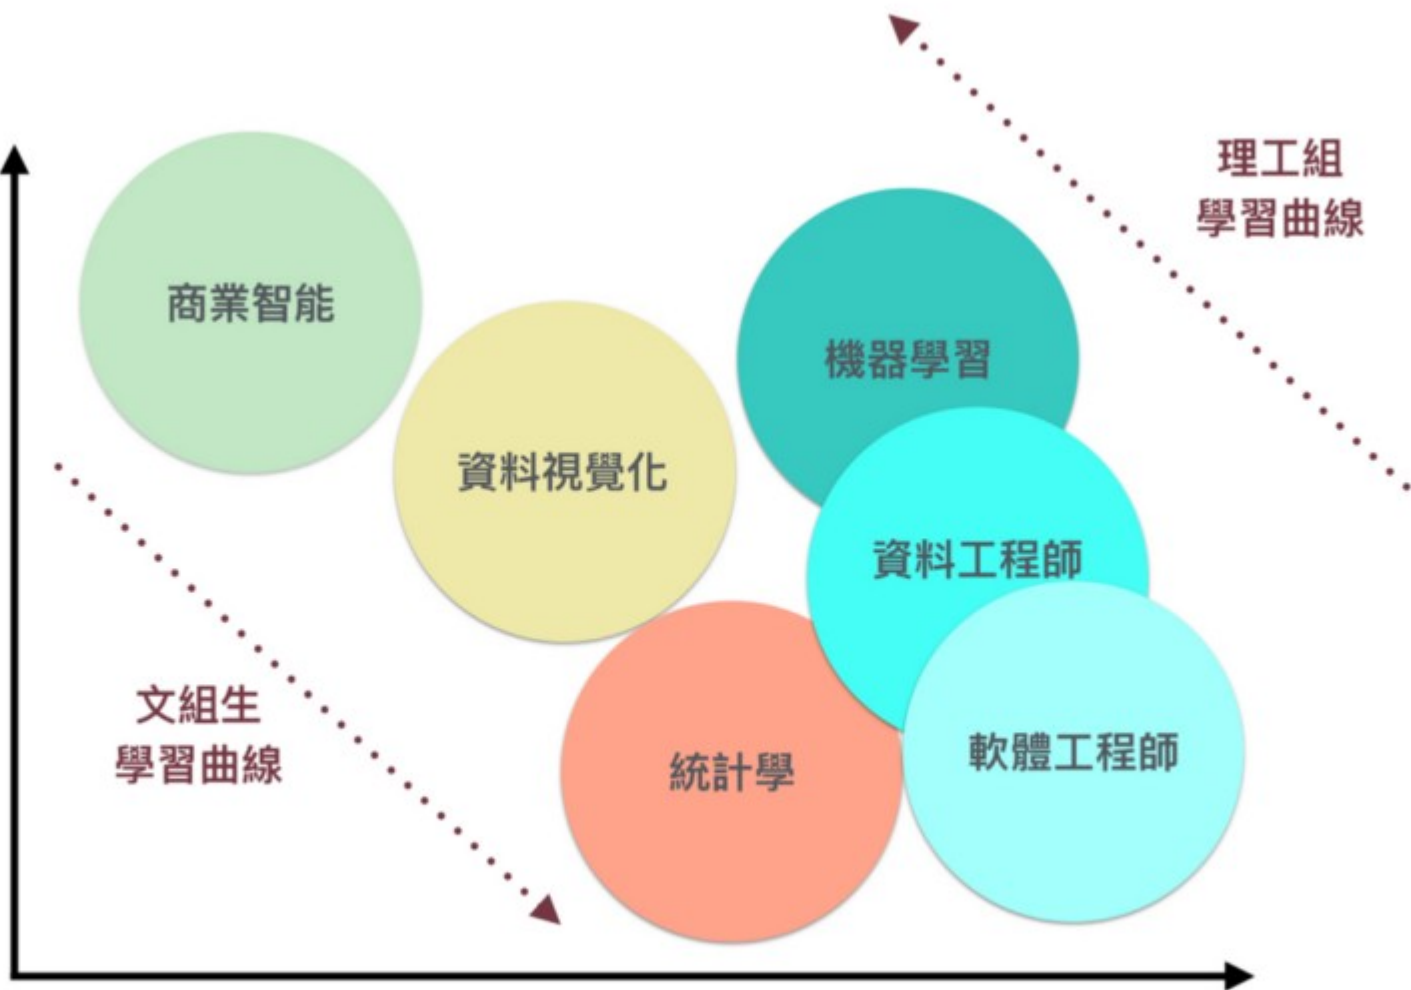 理工組
學習曲線
商業智能
機器學習
資料視覺化
資料工程師
文組生
學習曲線
統計學
軟體工程師